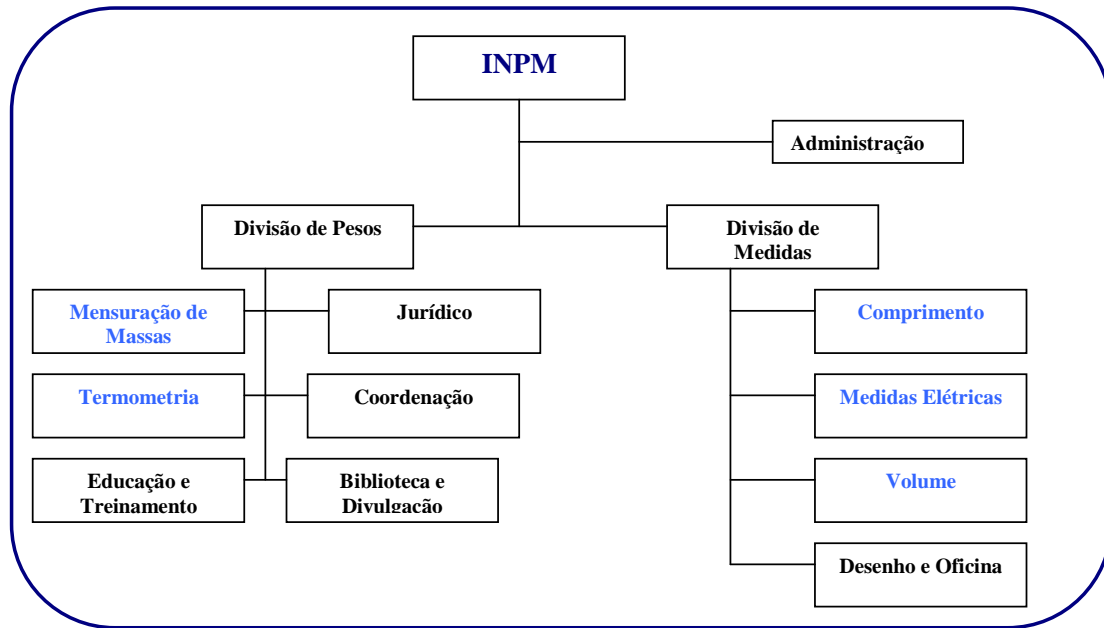 INPM
Administração
Divisão de Pesos
Divisão de
Medidas
Mensuração de
Massas
Jurídico
Comprimento
Termometria
Coordenação
Medidas Elétricas
Educação e
Treinamento
Biblioteca e
Divulgação
Volume
Desenho e Oficina